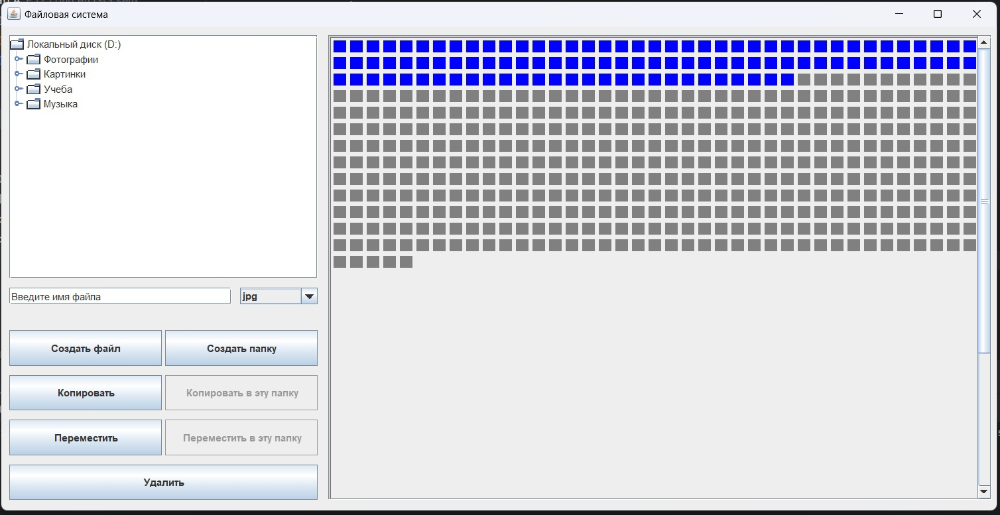 Файловая система
Локальный диск (D:)
Фотографии
Картинки
Учеба
Музыка
Введите имя файла
jpg
Создать файл
Создать папку
Копировать
Копировать в эту папку
Переместить
Переместить в эту папку
Удалить